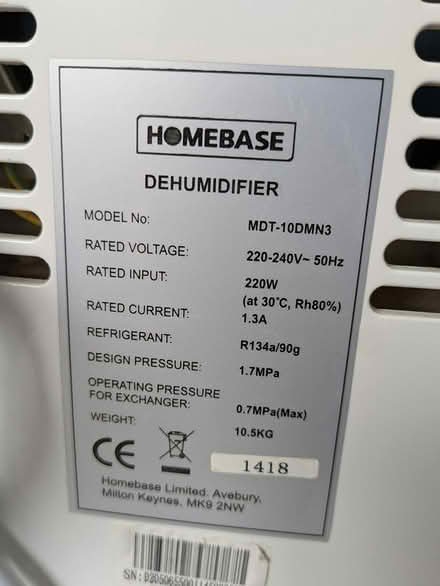 HOMEBASE
DEHUMIDIFIER
MODEL No: MDT-10DMN3
RATED VOLTAGE: 220-240V~ 50Hz
RATED INPUT: 220W
(at 30°C, Rh80%)
RATED CURRENT: 1.3A
REFRIGERANT: R134a/90g
DESIGN PRESSURE: 1.7MPa
OPERATING PRESSURE
FOR EXCHANGER: 0.7MPa(Max)
WEIGHT: 10.5KG
CE
1418
Homebase Limited. Avebury,
Milton Keynes. MK9 2NW
SN: